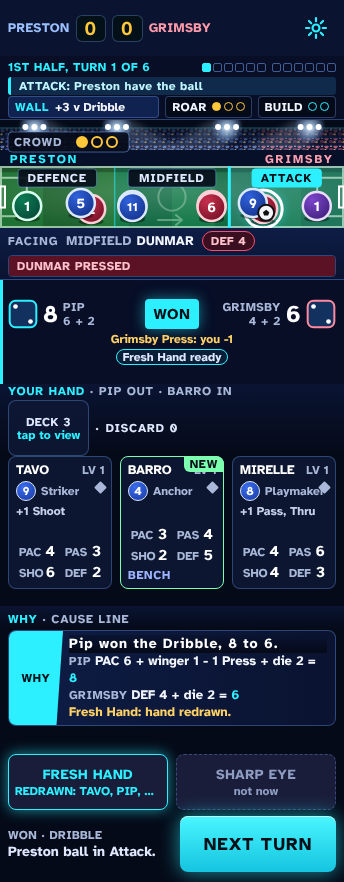 PRESTON 0 0 GRIMSBY
1ST HALF, TURN 1 OF 6
ATTACK: Preston have the ball
WALL +3 v Dribble ROAR BUILD
CROWD
PRESTON GRIMSBY
DEFENCE MIDFIELD ATTACK
1 5 11 6 9 1
FACING MIDFIELD DUNMAR DEF 4
DUNMAR PRESSED
8 PIP 6 + 2 WON GRIMSBY 4 + 2 6
Grimsby Press: you -1
Fresh Hand ready
YOUR HAND · PIP OUT · BARRO IN
DECK 3
tap to view
· DISCARD 0
NEW
TAVO LV 1
9 Striker
+1 Shoot
PAC 4 PAS 3
SHO 6 DEF 2
BARRO
4 Anchor
PAC 3 PAS 4
SHO 2 DEF 5
BENCH
MIRELLE LV 1
8 Playmaker
+1 Pass, Thru
PAC 4 PAS 6
SHO 4 DEF 3
WHY · CAUSE LINE
WHY
Pip won the Dribble, 8 to 6.
PIP PAC 6 + winger 1 - 1 Press + die 2 =
8
GRIMSBY DEF 4 + die 2 = 6
Fresh Hand: hand redrawn.
FRESH HAND
REDRAWN: TAVO, PIP, ...
SHARP EYE
not now
WON · DRIBBLE
Preston ball in Attack.
NEXT TURN